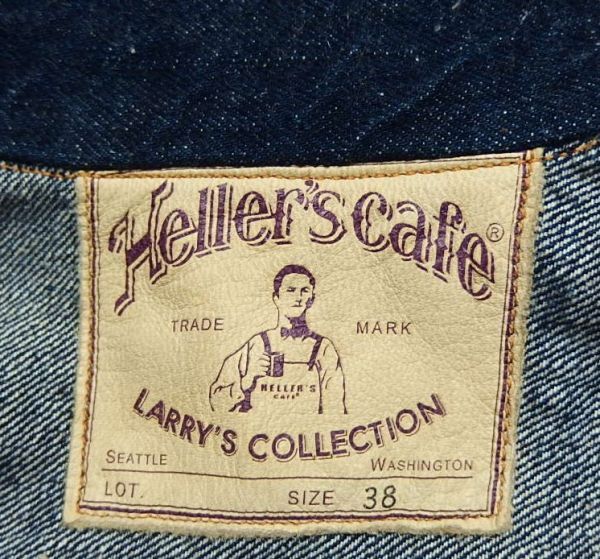 Heller's Cafe ®
TRADE MARK
HELLER'S
CAFE
LARRY'S COLLECTION
SEATTLE WASHINGTON
LOT. SIZE 38